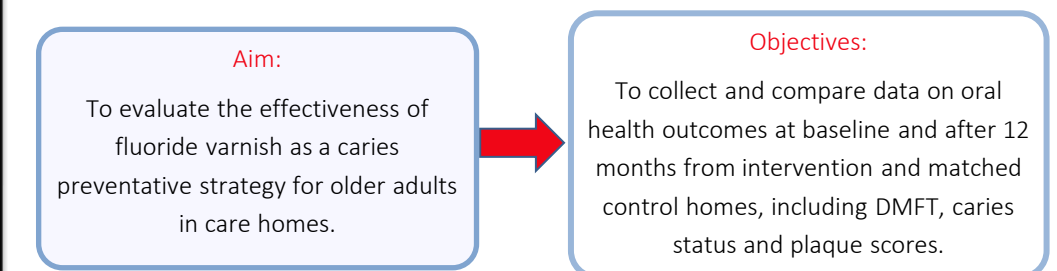 Aim:
To evaluate the effectiveness of
fluoride varnish as a caries
preventative strategy for older adults
in care homes.
Objectives:
To collect and compare data on oral
health outcomes at baseline and after 12
months from intervention and matched
control homes, including DMFT, caries
status and plaque scores.